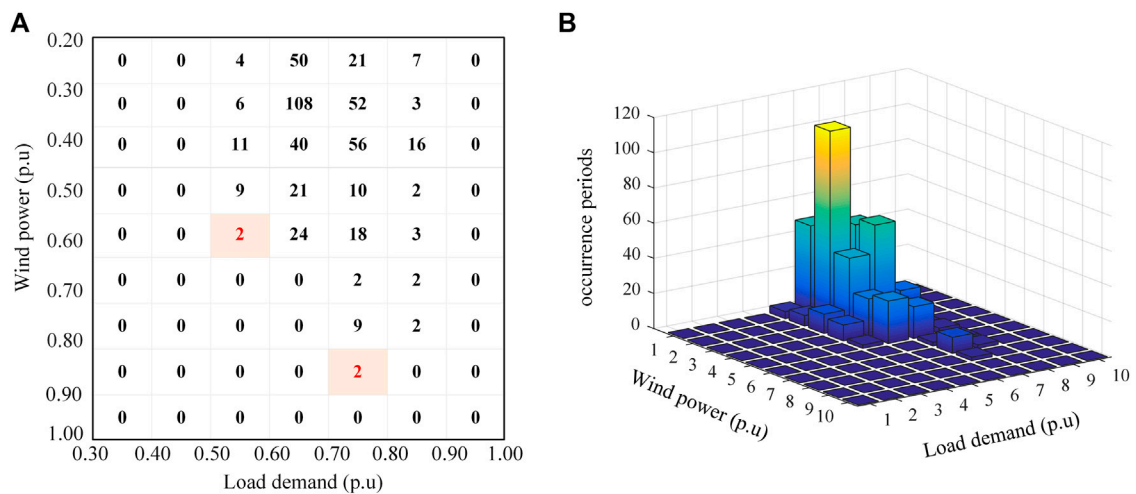 A
B
0.20
0 0 4 50 21 7 0
0.30
0 0 6 108 52 3 0
0.40
0 0 11 40 56 16 0
0.50
0 0 9 21 10 2 0
0.60
0 0 2 24 18 3 0
0.70
0 0 0 0 2 2 0
0 0 0 0 9 2 0
0.80
0 0 0 0 2 0 0
0.90
0 0 0 0 0 0 0
1.00
0.30 0.40 0.50 0.60 0.70 0.80 0.90 1.00
Load demand (p.u)
Wind power (p.u)
120
100
80
60
40
20
0
occurrence periods
1 2 3 4 5 6 7 8 9 10
Wind power (p.u)
1 2 3 4 5 6 7 8 9 10
Load demand (p.u)